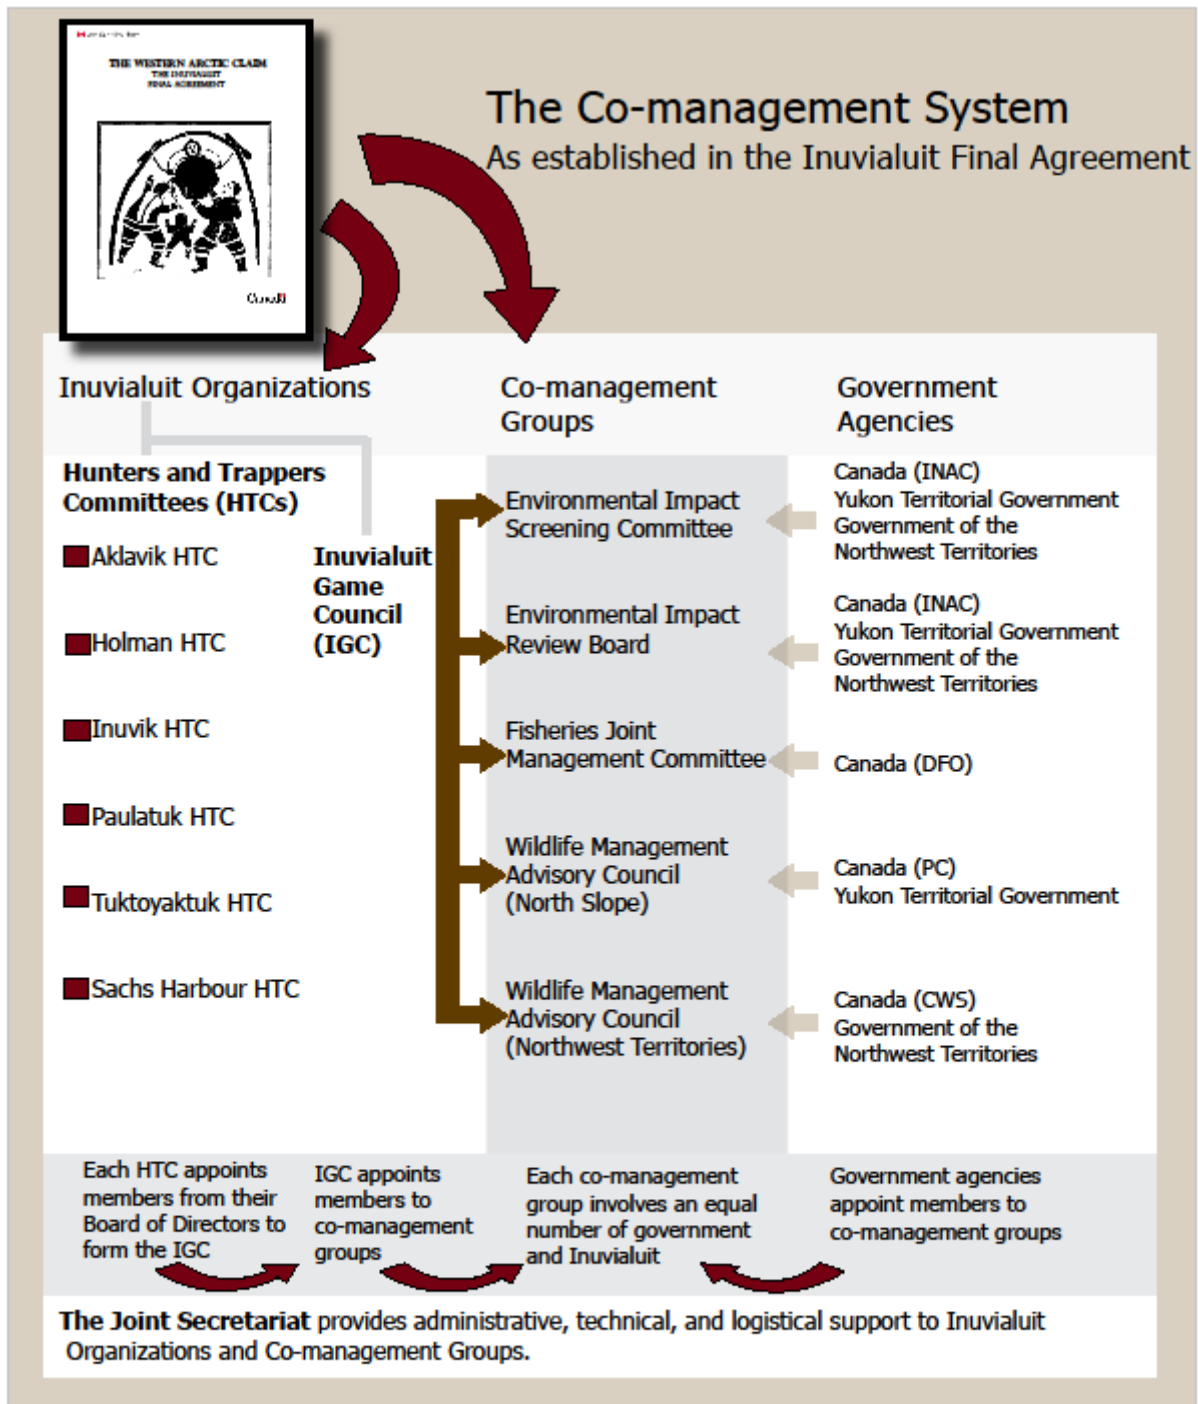 THE WESTERN ARCTIC CLAIM
THE INUVIALUIT
FINAL AGREEMENT
Canada
The Co-management System
As established in the Inuvialuit Final Agreement
Inuvialuit Organizations
Co-management
Groups
Government
Agencies
Hunters and Trappers
Committees (HTCs)
Aklavik HTC
Holman HTC
Inuvik HTC
Paulatuk HTC
Tuktoyaktuk HTC
Sachs Harbour HTC
Inuvialuit
Game
Council
(IGC)
Environmental Impact
Screening Committee
Environmental Impact
Review Board
Fisheries Joint
Management Committee
Wildlife Management
Advisory Council
(North Slope)
Wildlife Management
Advisory Council
(Northwest Territories)
Canada (INAC)
Yukon Territorial Government
Government of the
Northwest Territories
Canada (INAC)
Yukon Territorial Government
Government of the
Northwest Territories
Canada (DFO)
Canada (PC)
Yukon Territorial Government
Canada (CWS)
Government of the
Northwest Territories
Each HTC appoints
members from their
Board of Directors to
form the IGC
IGC appoints
members to
co-management
groups
Each co-management
group involves an equal
number of government
and Inuvialuit
Government agencies
appoint members to
co-management groups
The Joint Secretariat provides administrative, technical, and logistical support to Inuvialuit
Organizations and Co-management Groups.